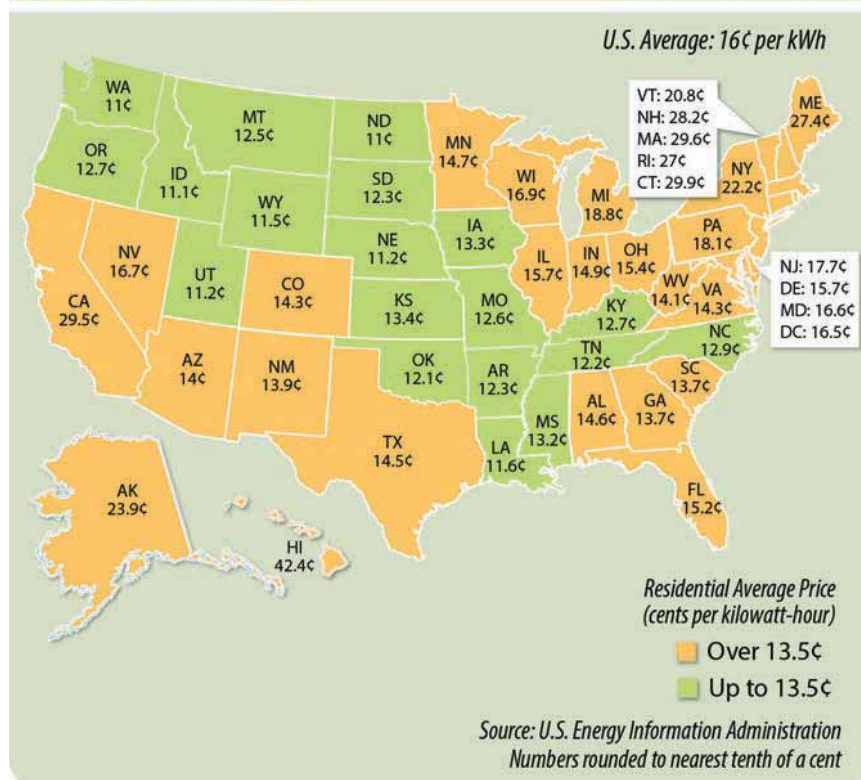 U.S. Average: 16¢ per kWh
WA
11¢
MT
12.5¢
ND
11¢
MN
14.7¢
VT: 20.8¢
NH: 28.2¢
MA: 29.6¢
RI: 27¢
CT: 29.9¢
ME
27.4¢
OR
12.7¢
ID
11.1¢
WY
11.5¢
SD
12.3¢
WI
16.9¢
MI
18.8¢
NY
22.2¢
NV
16.7¢
UT
11.2¢
CO
14.3¢
NE
11.2¢
IA
13.3¢
IL
15.7¢
IN
14.9¢
OH
15.4¢
PA
18.1¢
NJ: 17.7¢
DE: 15.7¢
MD: 16.6¢
DC: 16.5¢
CA
29.5¢
KS
13.4¢
MO
12.6¢
KY
12.7¢
WV
14.1¢
VA
14.3¢
AZ
14¢
NM
13.9¢
OK
12.1¢
AR
12.3¢
TN
12.2¢
NC
12.9¢
SC
13.7¢
TX
14.5¢
LA
11.6¢
MS
13.2¢
AL
14.6¢
GA
13.7¢
FL
15.2¢
AK
23.9¢
HI
42.4¢
Residential Average Price
(cents per kilowatt-hour)
Over 13.5¢
Up to 13.5¢
Source: U.S. Energy Information Administration
Numbers rounded to nearest tenth of a cent